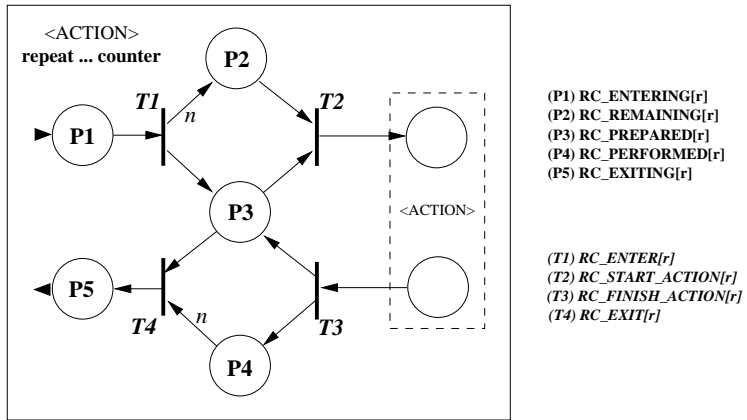 <ACTION>
repeat ... counter
P2
T1
T2
n
P1
P3
<ACTION>
P5
T4
n
T3
P4
(P1) RC_ENTERING[r]
(P2) RC_REMAINING[r]
(P3) RC_PREPARED[r]
(P4) RC_PERFORMED[r]
(P5) RC_EXITING[r]
(T1) RC_ENTER[r]
(T2) RC_START_ACTION[r]
(T3) RC_FINISH_ACTION[r]
(T4) RC_EXIT[r]